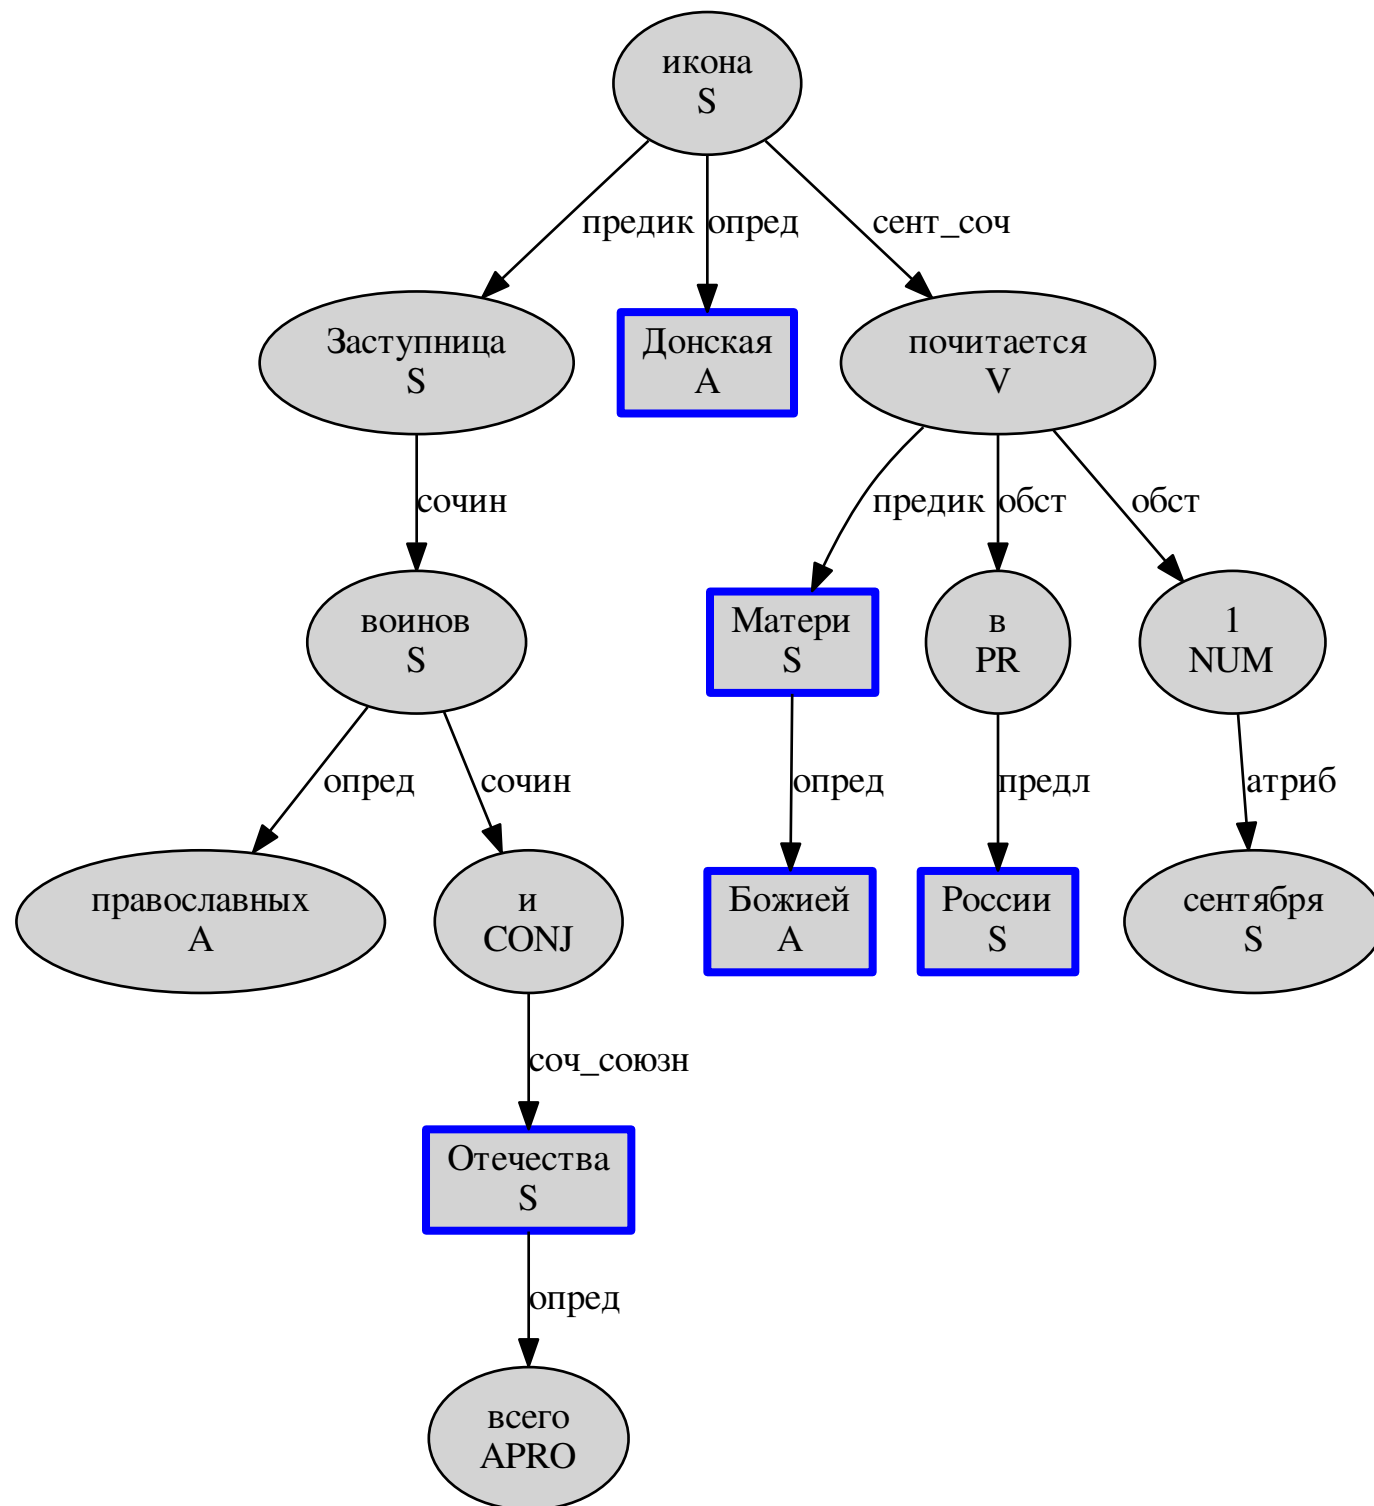 икона
S
предик
опред
сент_соч
Заступница
S
Донская
A
почитается
V
сочин
предик
обст
обст
воинов
S
Матери
S
в
PR
1
NUM
опред
сочин
опред
предл
атриб
православных
A
и
CONJ
Божией
A
России
S
сентября
S
соч_союзн
Отечества
S
опред
всего
APRO